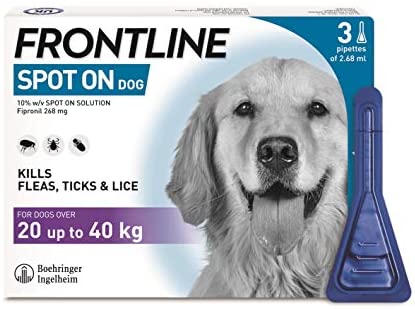 FRONTLINE
SPOT ON DOG
10% w/v SPOT ON SOLUTION
Fipronil 268 mg
3 pipettes
of 2.68 ml
KILLS
FLEAS, TICKS & LICE
FOR DOGS OVER
20 up to 40 kg
Boehringer
Ingelheim